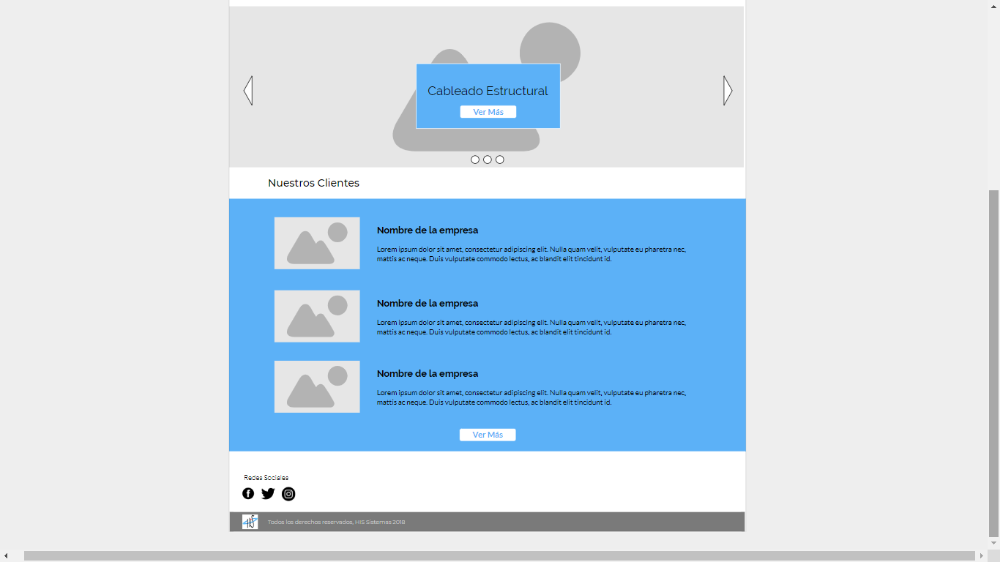 Cableado Estructural
Ver Más
Nuestros Clientes
Nombre de la empresa
Lorem ipsum dolor sit amet, consectetur adipiscing elit. Nulla quam velit, vulputate eu pharetra nec,
mattis ac neque. Duis vulputate commodo lectus, ac blandit elit tincidunt id.
Nombre de la empresa
Lorem ipsum dolor sit amet, consectetur adipiscing elit. Nulla quam velit, vulputate eu pharetra nec,
mattis ac neque. Duis vulputate commodo lectus, ac blandit elit tincidunt id.
Nombre de la empresa
Lorem ipsum dolor sit amet, consectetur adipiscing elit. Nulla quam velit, vulputate eu pharetra nec,
mattis ac neque. Duis vulputate commodo lectus, ac blandit elit tincidunt id.
Ver Más
Redes Sociales
HIS
Todos los derechos reservados, HIS Sistemas 2018